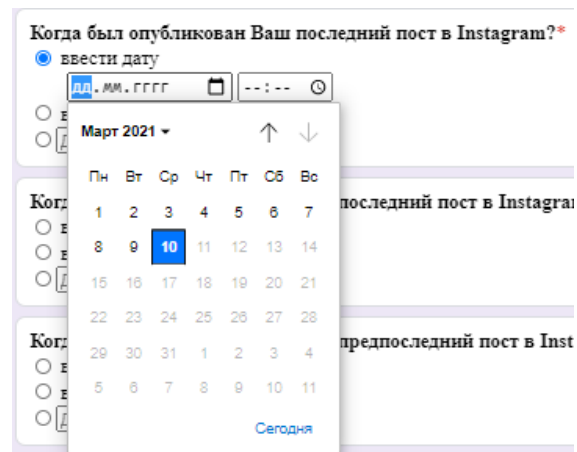 Когда был опубликован Ваш последний пост в Instagram?*
ввести дату
дд.мм.гггг --:--
Март 2021
Пн Вт Ср Чт Пт Сб Вс
1 2 3 4 5 6 7
последний пост в
8 9 10 11 12 13 14
15 16 17 18 19 20 21
22 23 24 25 26 27 28
предпоследний пост в
29 30 31 1 2 3 4
5 6 7 8 9 10 11
Сегодня